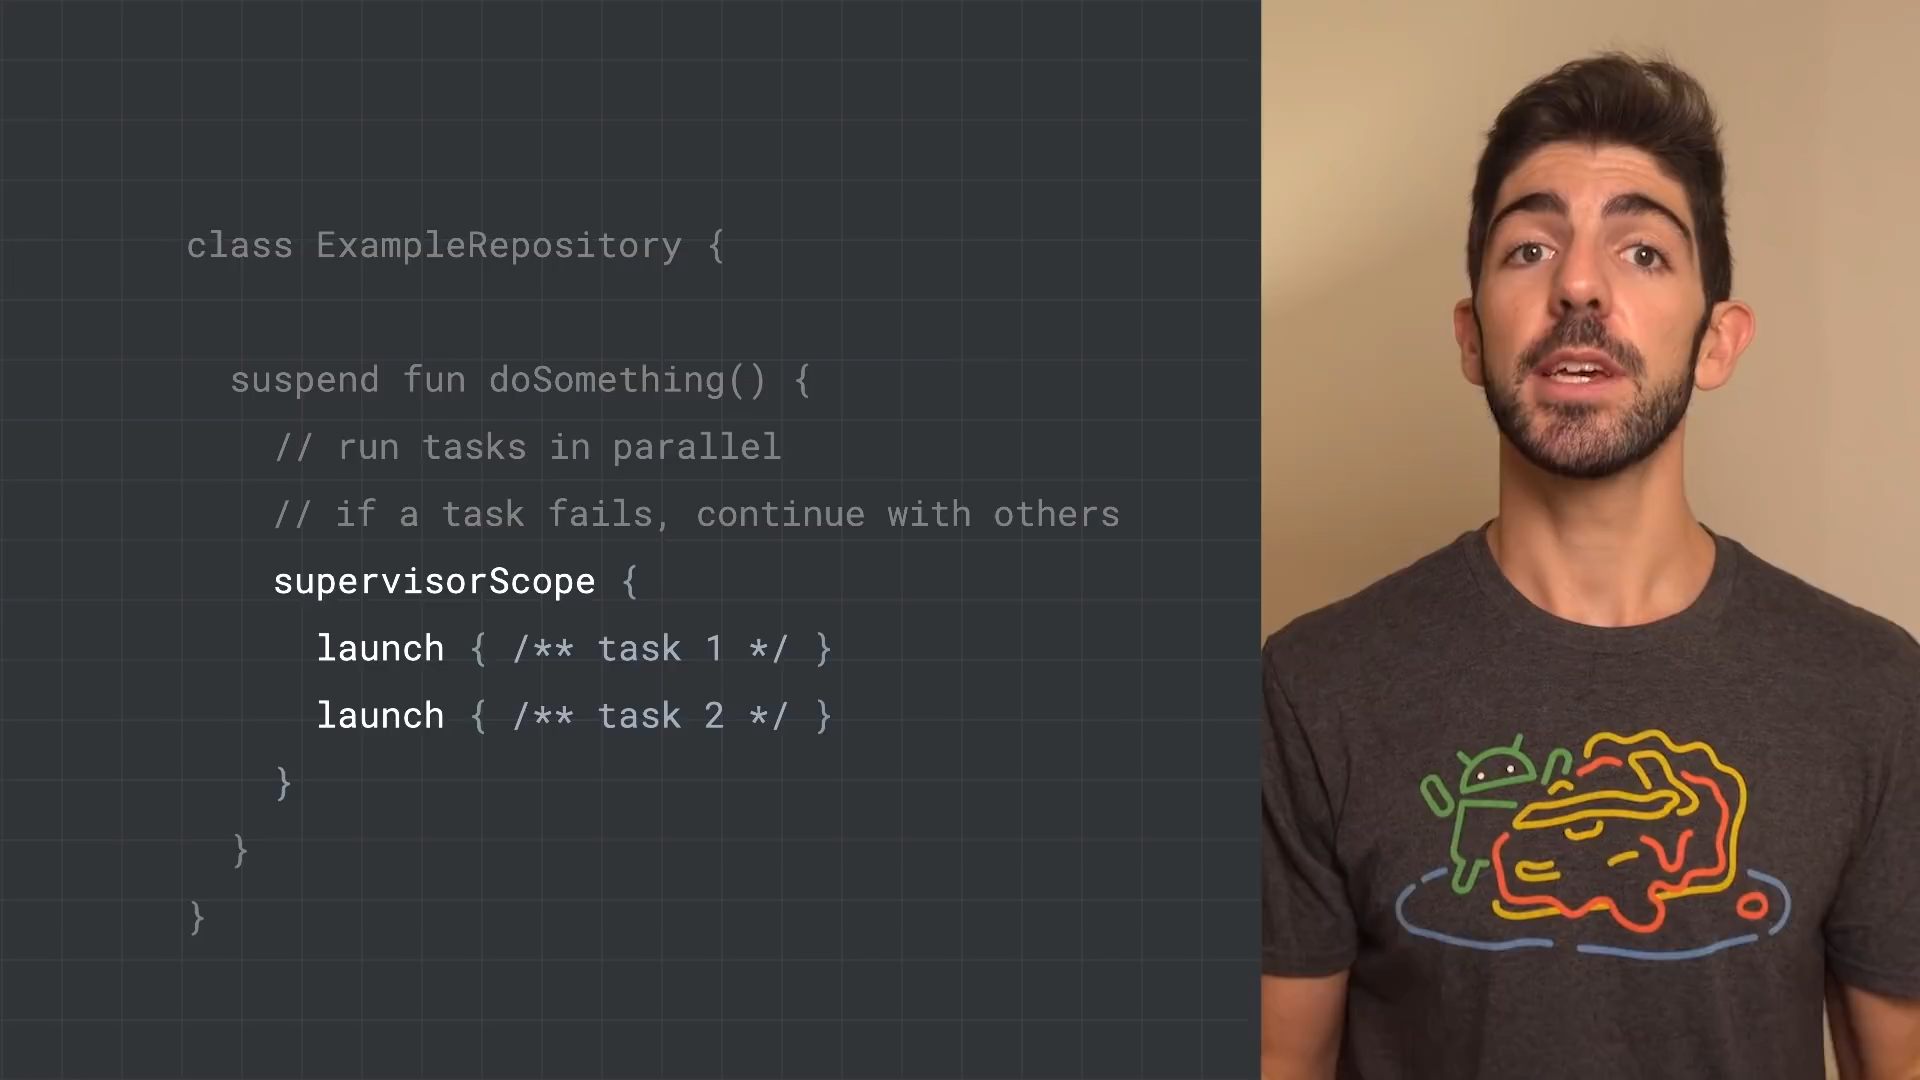 class ExampleRepository {
suspend fun doSomething() {
// run tasks in parallel
// if a task fails, continue with others
supervisorScope {
launch { /** task 1 */ }
launch { /** task 2 */ }
}
}
}